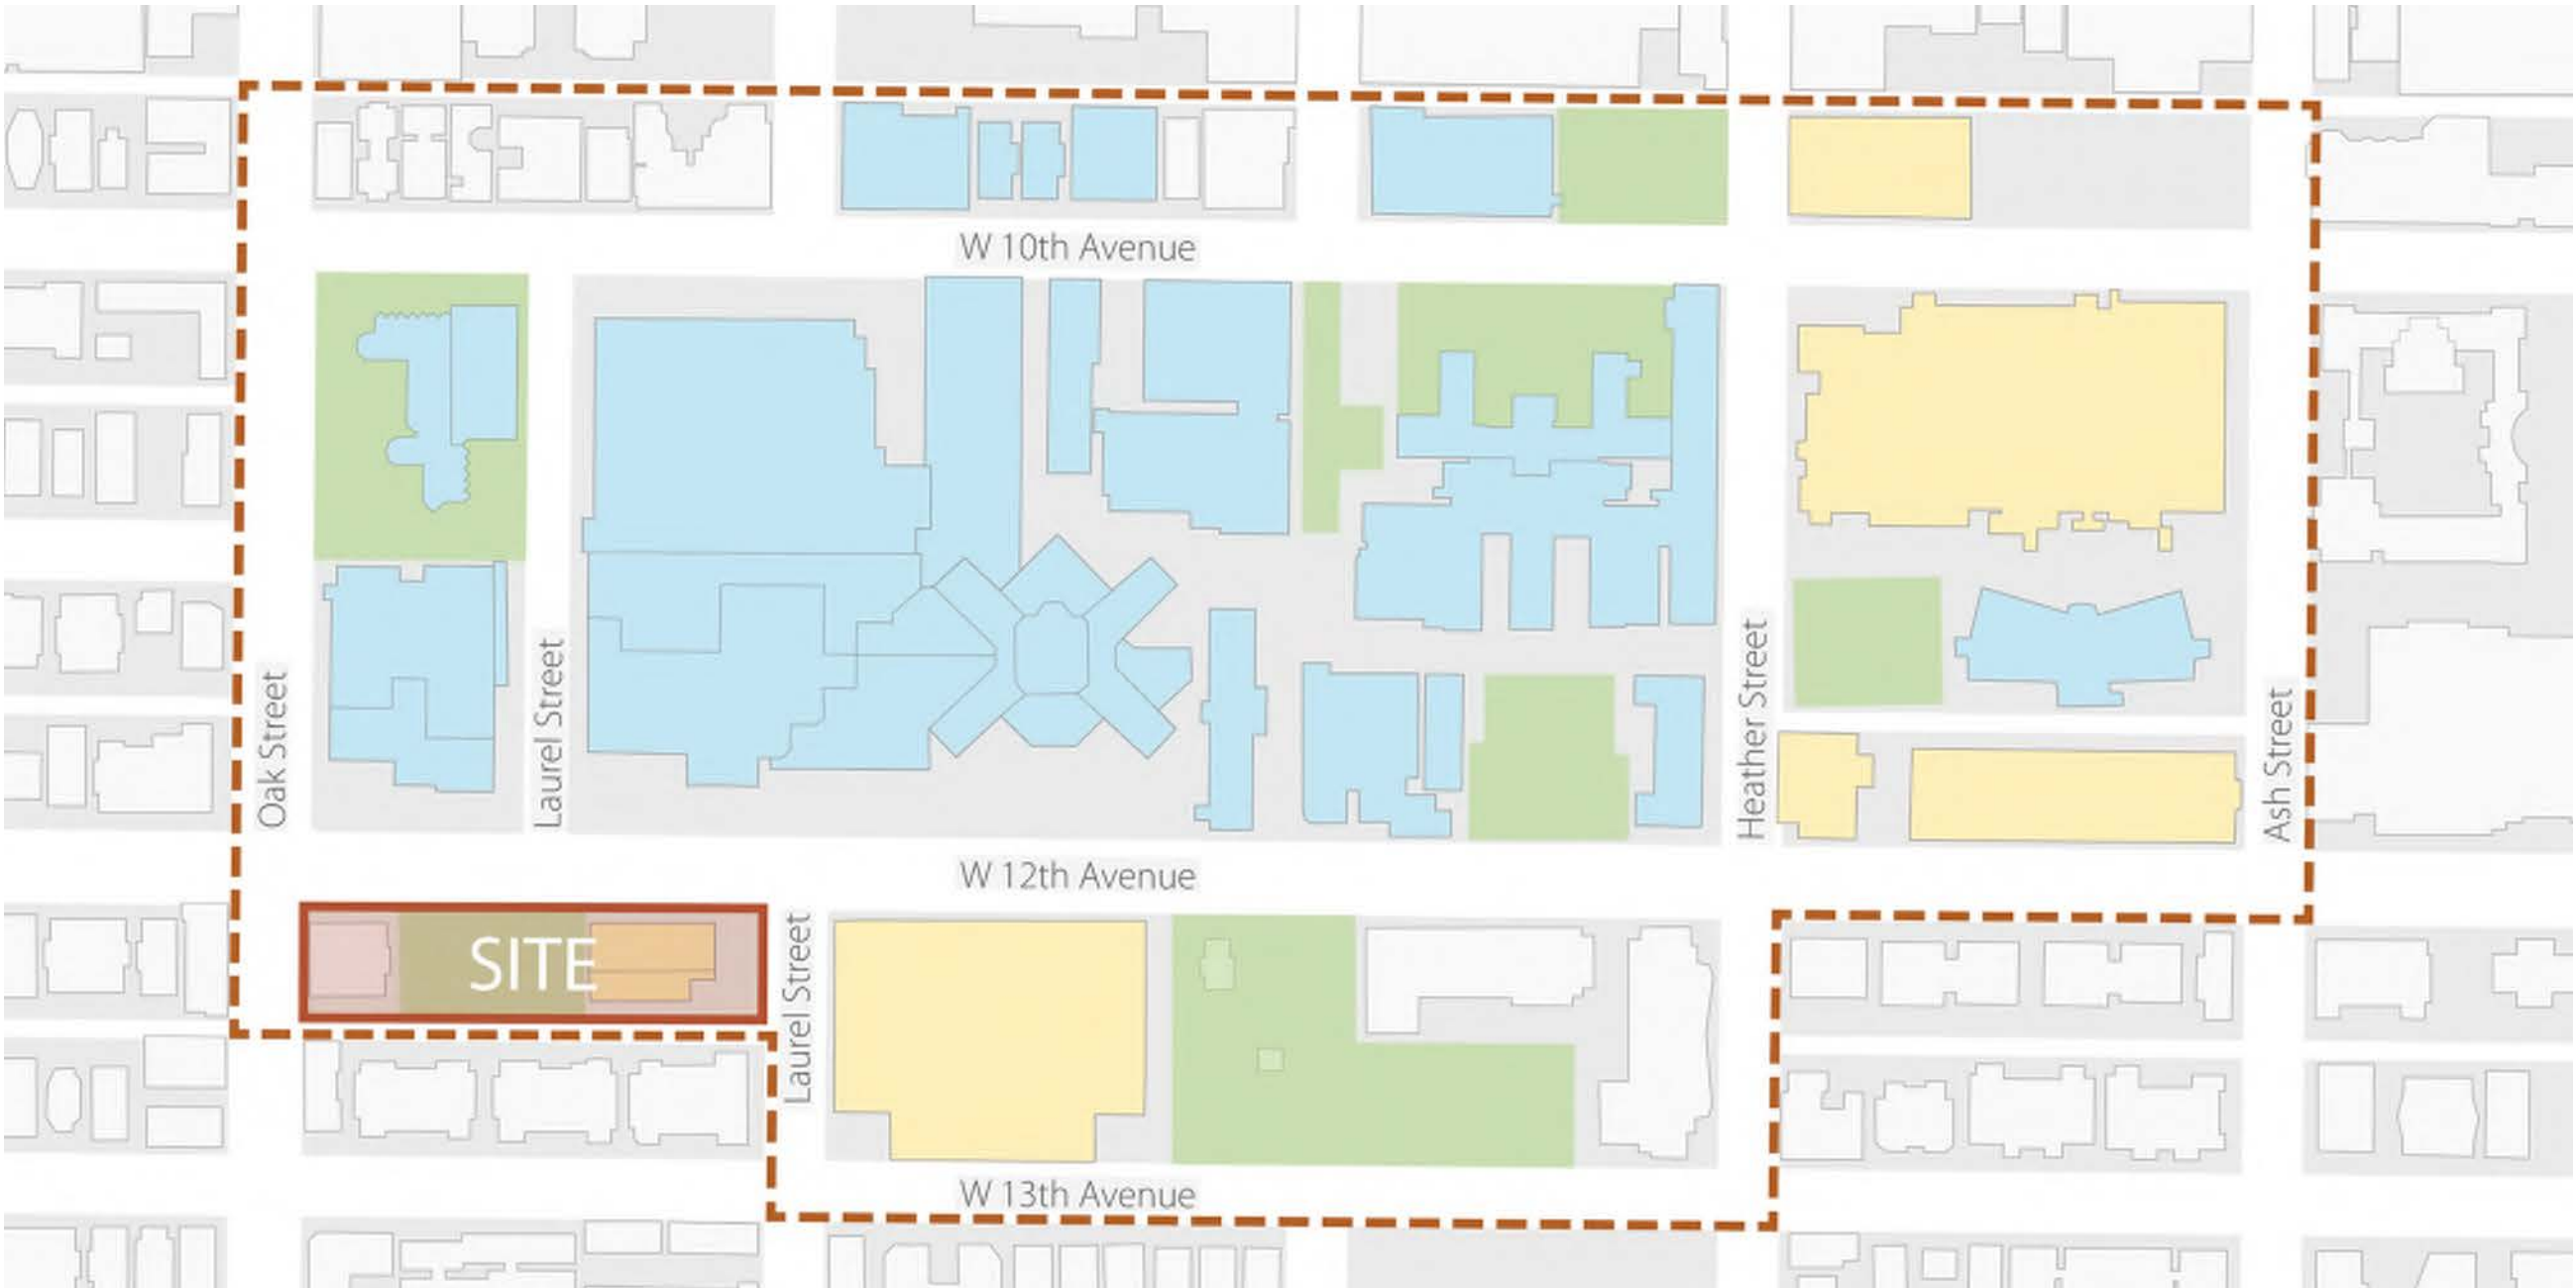 W 10th Avenue
Oak Street
Laurel Street
Heather Street
Ash Street
W 12th Avenue
SITE
Laurel Street
W 13th Avenue